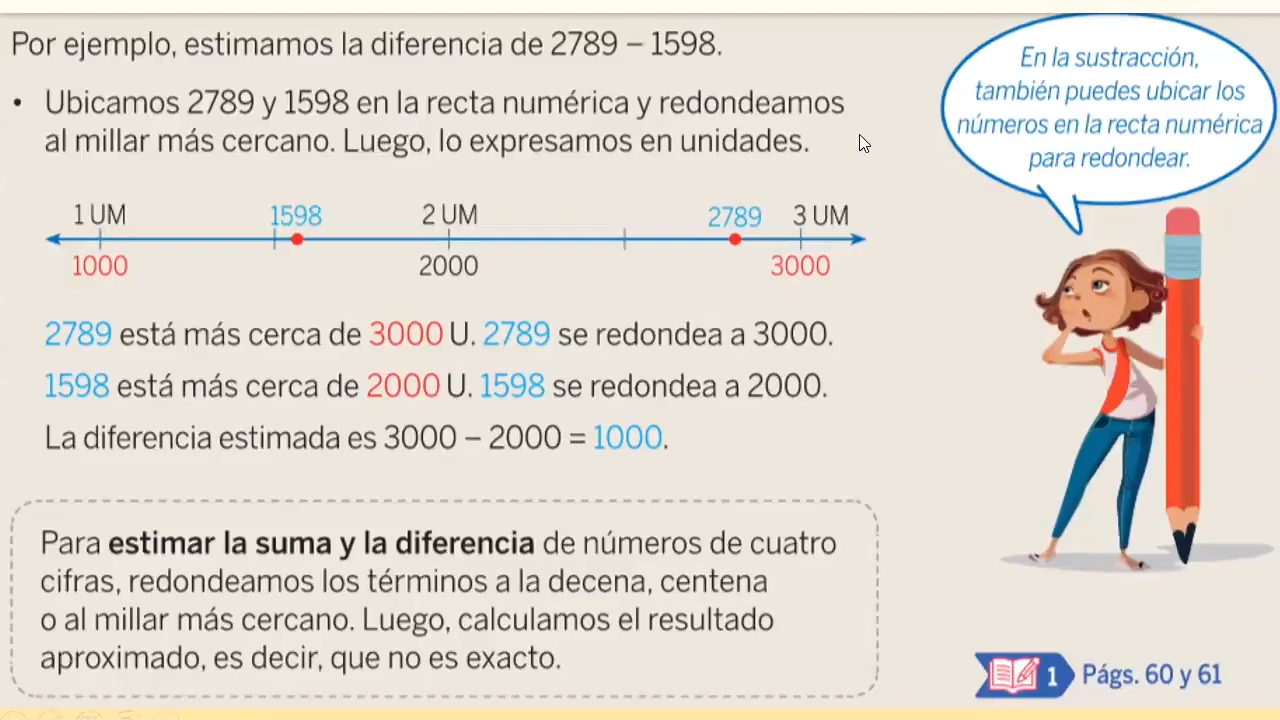 Por ejemplo, estimamos la diferencia de 2789 – 1598.
• Ubicamos 2789 y 1598 en la recta numérica y redondeamos
al millar más cercano. Luego, lo expresamos en unidades.
1 UM 1598 2 UM 2789 3 UM
1000 2000 3000
2789 está más cerca de 3000 U. 2789 se redondea a 3000.
1598 está más cerca de 2000 U. 1598 se redondea a 2000.
La diferencia estimada es 3000 – 2000 = 1000.
Para estimar la suma y la diferencia de números de cuatro
cifras, redondeamos los términos a la decena, centena
o al millar más cercano. Luego, calculamos el resultado
aproximado, es decir, que no es exacto.
En la sustracción,
también puedes ubicar los
números en la recta numérica
para redondear.
1 Págs. 60 y 61